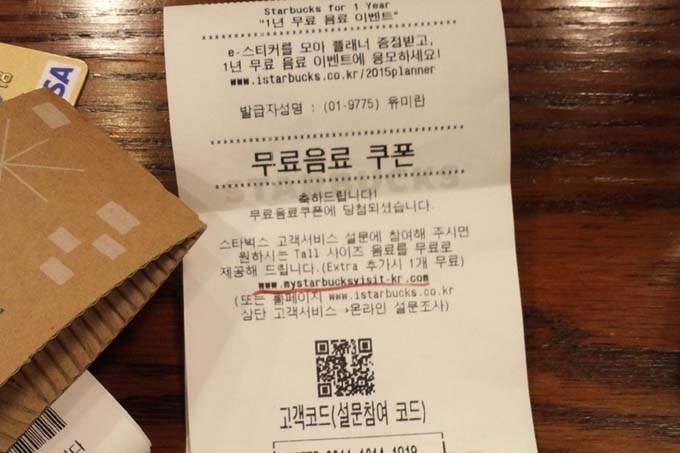 Starbucks for 1 Year
"1년 무료 음료 이벤트"
e-스티커를 모아 플래너 증정받고,
1년 무료 음료 이벤트에 응모하세요!
www.istarbucks.co.kr/2015planner
발급자성명 : (01-9775) 유미란
무료음료 쿠폰
축하드립니다!
무료음료쿠폰에 당첨되셨습니다.
스타벅스 고객서비스 설문에 참여해 주시면
원하시는 Tall 사이즈 음료를 무료로
제공해 드립니다.(Extra 추가시 1개 무료)
www.mystarbucksvisit-kr.com
(또는 홈페이지 www.istarbucks.co.kr
상단 고객서비스 >온라인 설문조사)
고객코드(설문참여 코드)
VISA